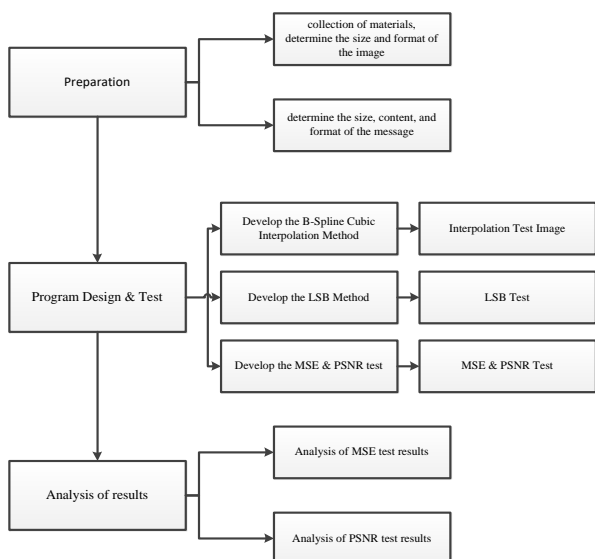 collection of materials,
determine the size and format of
the image
Preparation
determine the size, content, and
format of the message
Develop the B-Spline Cubic
Interpolation Method
Interpolation Test Image
Program Design & Test
Develop the LSB Method
LSB Test
Develop the MSE & PSNR test
MSE & PSNR Test
Analysis of MSE test results
Analysis of results
Analysis of PSNR test results